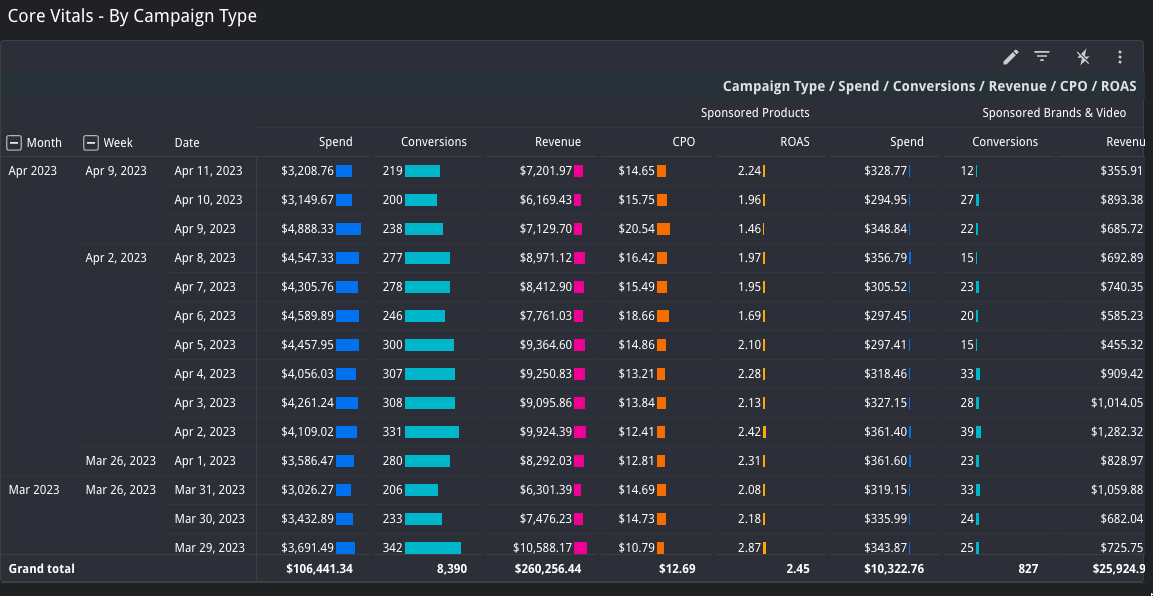 Core Vitals - By Campaign Type
Campaign Type / Spend / Conversions / Revenue / CPO / ROAS
Sponsored Products Sponsored Brands & Video
Month Week Date Spend Conversions Revenue CPO ROAS Spend Conversions Revenu
Apr 2023 Apr 9, 2023 Apr 11, 2023 $3,208.76 219 $7,201.97 $14.65 2.24 $328.77 12 $355.91
Apr 10, 2023 $3,149.67 200 $6,169.43 $15.75 1.96 $294.95 27 $893.38
Apr 9, 2023 $4,888.33 238 $7,129.70 $20.54 1.46 $348.84 22 $685.72
Apr 2, 2023 Apr 8, 2023 $4,547.33 277 $8,971.12 $16.42 1.97 $356.79 15 $692.89
Apr 7, 2023 $4,305.76 278 $8,412.90 $15.49 1.95 $305.52 23 $740.35
Apr 6, 2023 $4,589.89 246 $7,761.03 $18.66 1.69 $297.45 20 $585.23
Apr 5, 2023 $4,457.95 300 $9,364.60 $14.86 2.10 $297.41 15 $455.32
Apr 4, 2023 $4,056.03 307 $9,250.83 $13.21 2.28 $318.46 33 $909.42
Apr 3, 2023 $4,261.24 308 $9,095.86 $13.84 2.13 $327.15 28 $1,014.05
Apr 2, 2023 $4,109.02 331 $9,924.39 $12.41 2.42 $361.40 39 $1,282.32
Mar 26, 2023 Apr 1, 2023 $3,586.47 280 $8,292.03 $12.81 2.31 $361.60 23 $828.97
Mar 2023 Mar 26, 2023 Mar 31, 2023 $3,026.27 206 $6,301.39 $14.69 2.08 $319.15 33 $1,059.88
Mar 30, 2023 $3,432.89 233 $7,476.23 $14.73 2.18 $335.99 24 $682.04
Mar 29, 2023 $3,691.49 342 $10,588.17 $10.79 2.87 $343.87 25 $725.75
Grand total $106,441.34 8,390 $260,256.44 $12.69 2.45 $10,322.76 827 $25,924.9